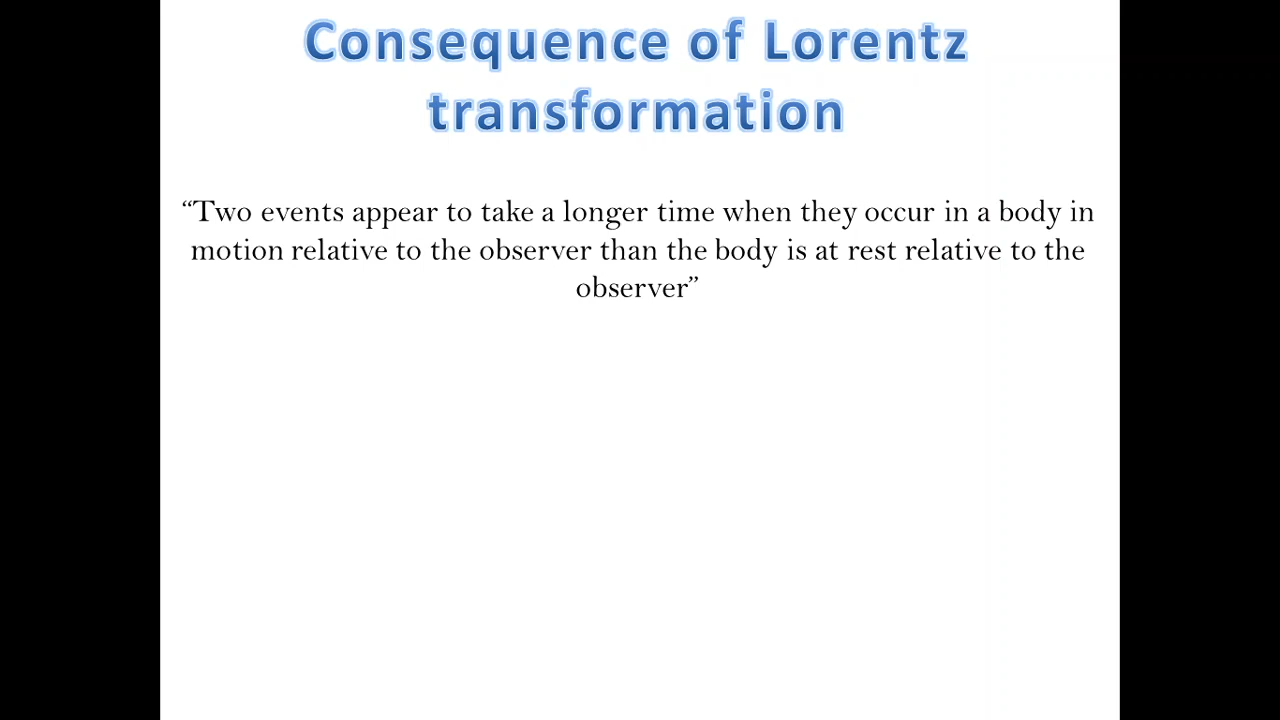 Consequence of Lorentz
transformation
“Two events appear to take a longer time when they occur in a body in
motion relative to the observer than the body is at rest relative to the
observer”